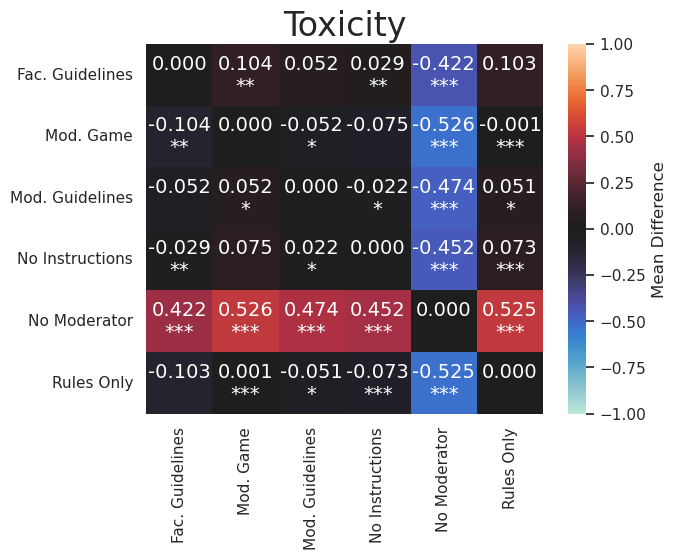 Toxicity
Fac. Guidelines 0.000 0.104 0.052 0.029 -0.422 0.103
** ** ***
Mod. Game -0.104 0.000 -0.052 -0.075 -0.526 -0.001
** * *** ***
Mod. Guidelines -0.052 0.052 0.000 -0.022 -0.474 0.051
* * *** *
No Instructions -0.029 0.075 0.022 0.000 -0.452 0.073
** * *** ***
No Moderator 0.422 0.526 0.474 0.452 0.000 0.525
*** *** *** *** ***
Rules Only -0.103 0.001 -0.051 -0.073 -0.525 0.000
*** * *** ***
Fac. Guidelines
Mod. Game
Mod. Guidelines
No Instructions
No Moderator
Rules Only
1.00
0.75
0.50
0.25
0.00
−0.25
−0.50
−0.75
−1.00
Mean Difference